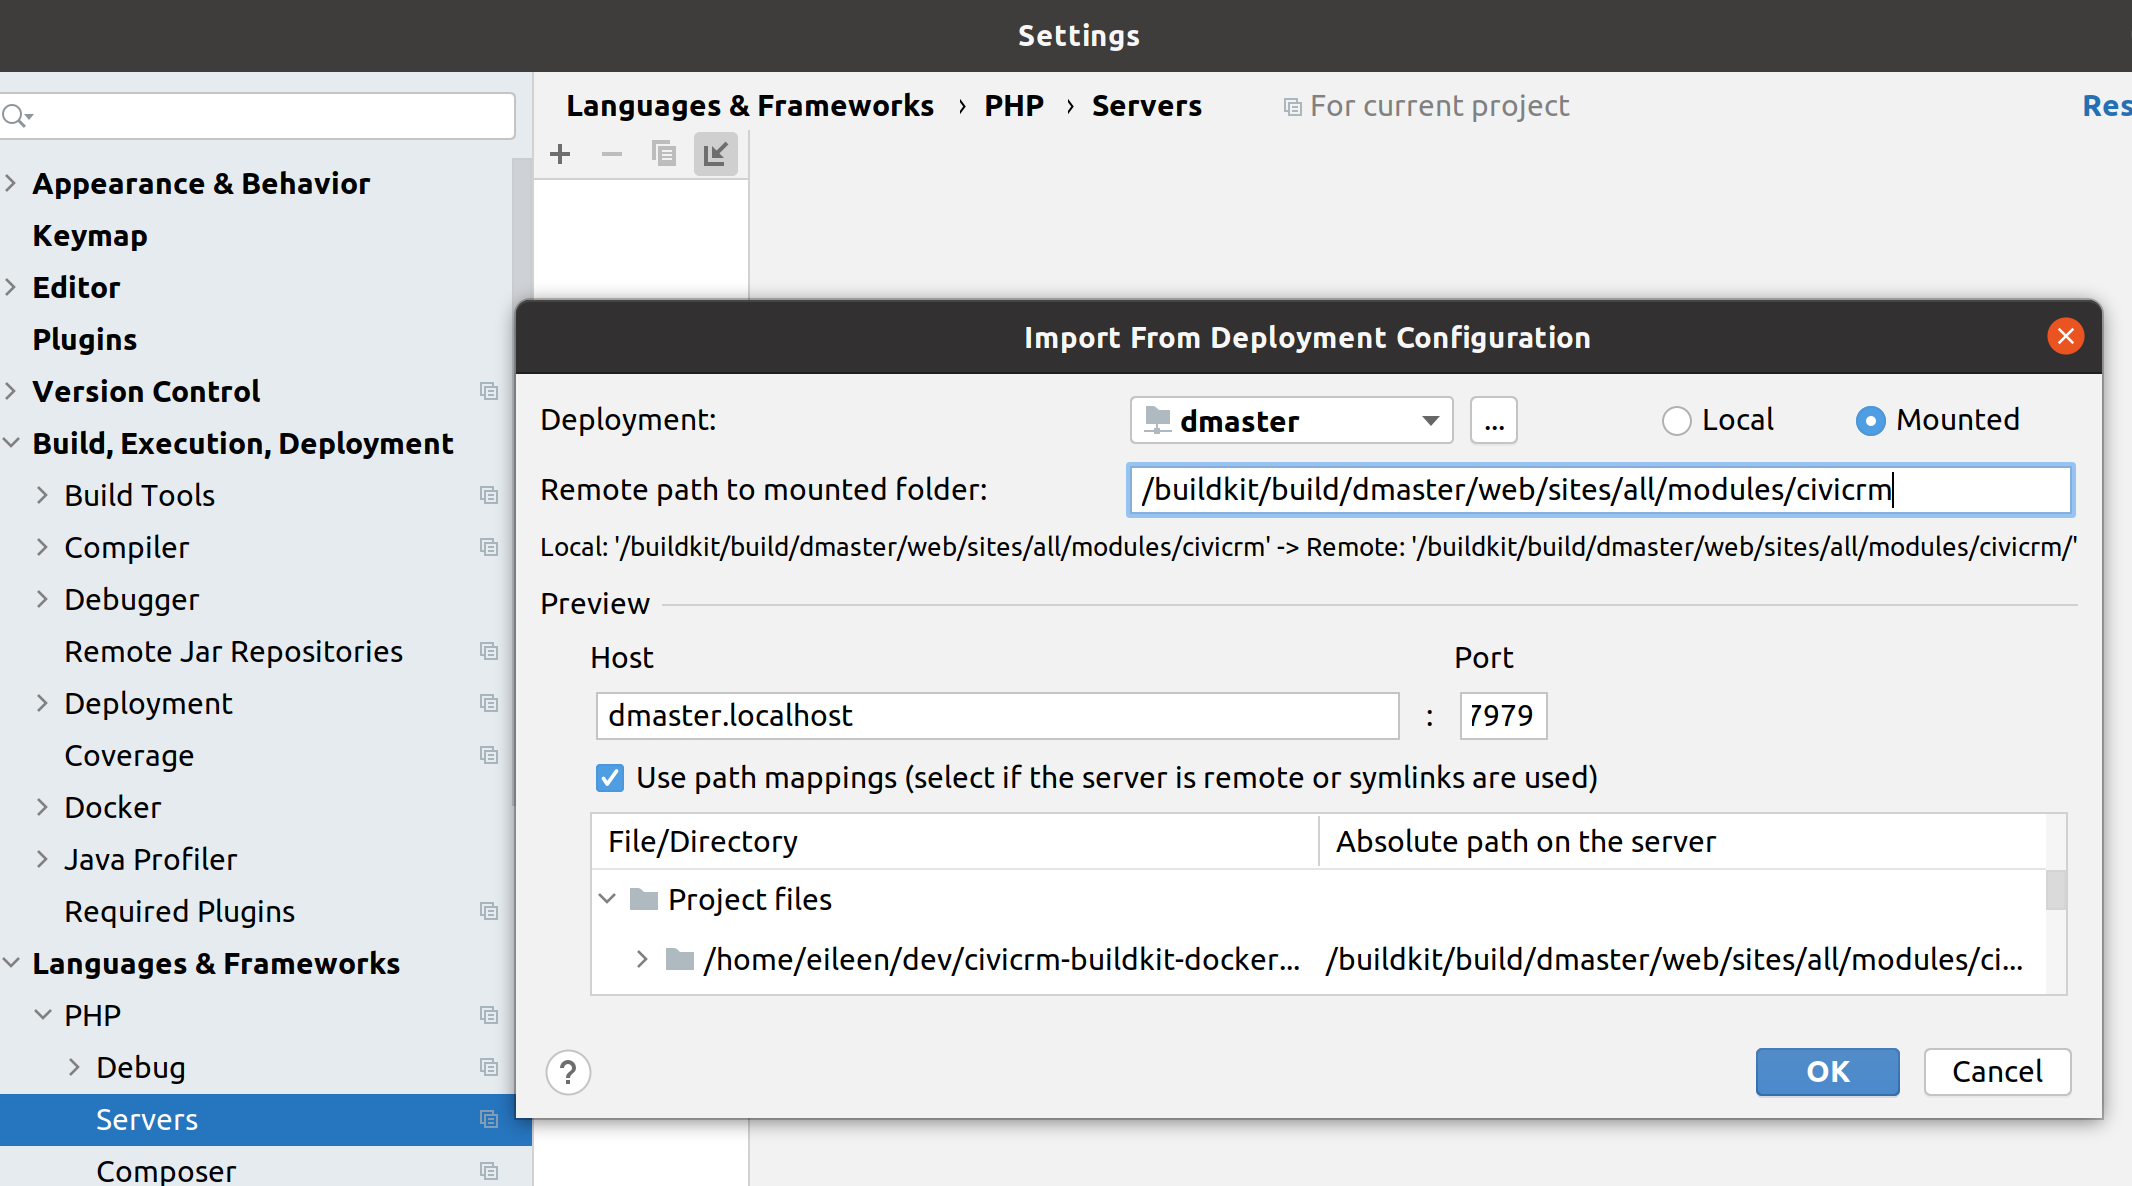 Settings
Languages & Frameworks › PHP › Servers
For current project
Appearance & Behavior
Keymap
Editor
Plugins
Version Control
Build, Execution, Deployment
Build Tools
Compiler
Debugger
Remote Jar Repositories
Deployment
Coverage
Docker
Java Profiler
Required Plugins
Languages & Frameworks
PHP
Debug
Servers
Composer
Import From Deployment Configuration
Deployment: dmaster ... Local Mounted
Remote path to mounted folder: /buildkit/build/dmaster/web/sites/all/modules/civicrm
Local: '/buildkit/build/dmaster/web/sites/all/modules/civicrm' -> Remote: '/buildkit/build/dmaster/web/sites/all/modules/civicrm/'
Preview
Host Port
dmaster.localhost : 7979
Use path mappings (select if the server is remote or symlinks are used)
File/Directory Absolute path on the server
Project files
/home/eileen/dev/civicrm-buildkit-docker... /buildkit/build/dmaster/web/sites/all/modules/ci...
? OK Cancel